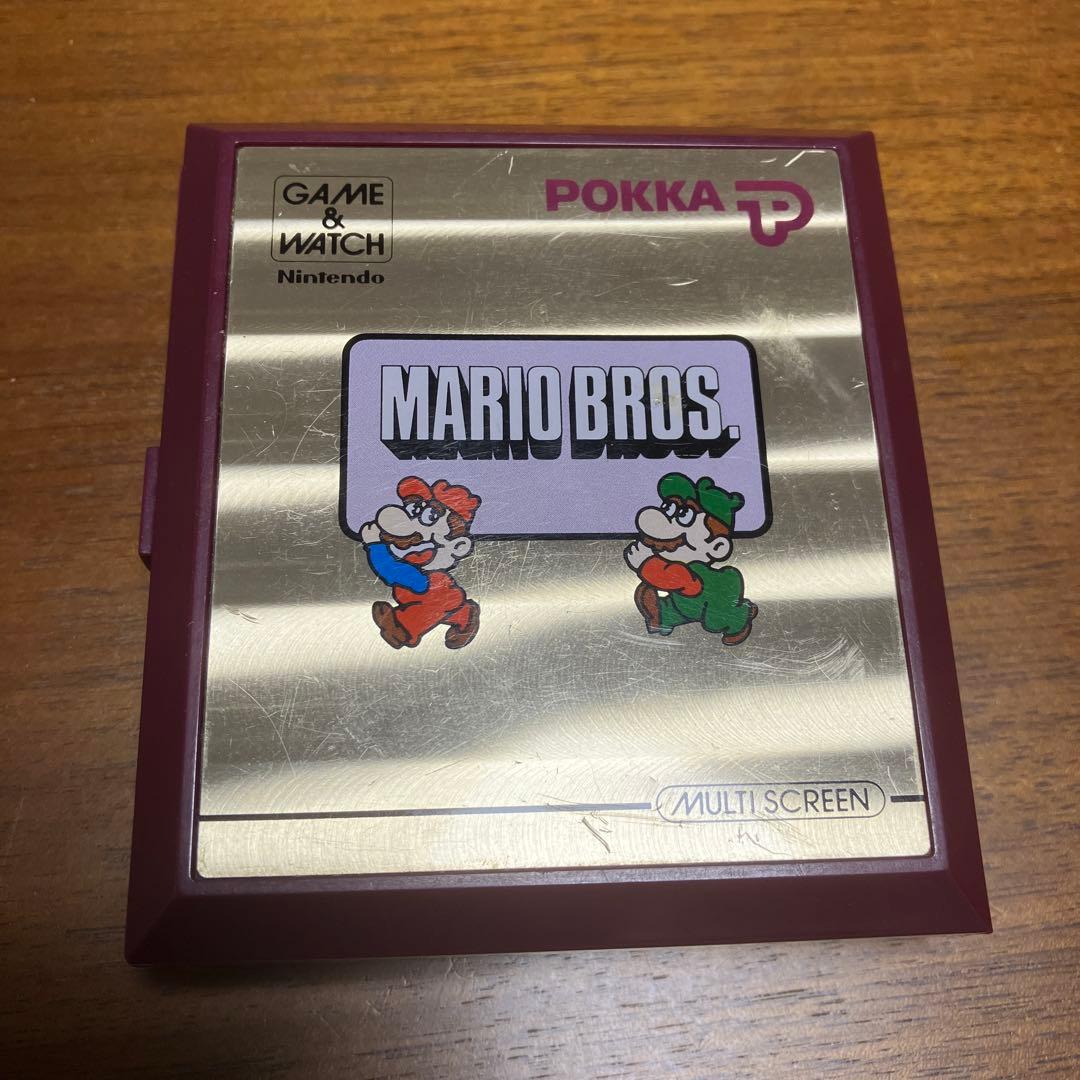 GAME
&
WATCH
Nintendo
POKKA
MARIO BROS.
MULTI SCREEN